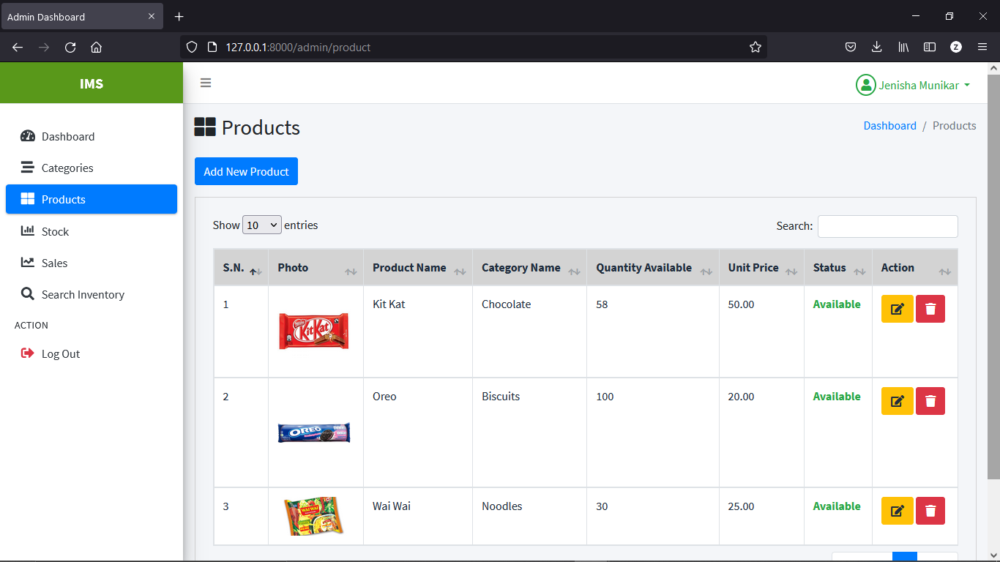 Admin Dashboard
127.0.0.1:8000/admin/product
Z
IMS
Jenisha Munikar
Dashboard
Categories
Products
Stock
Sales
Search Inventory
ACTION
Log Out
Products
Dashboard / Products
Add New Product
Show 10 entries
Search:
S.N. Photo Product Name Category Name Quantity Available Unit Price Status Action
1 Kit Kat Chocolate 58 50.00 Available
Nestle
KitKat
2 Oreo Biscuits 100 20.00 Available
OREO
3 Wai Wai Noodles 30 25.00 Available
WAI WAI